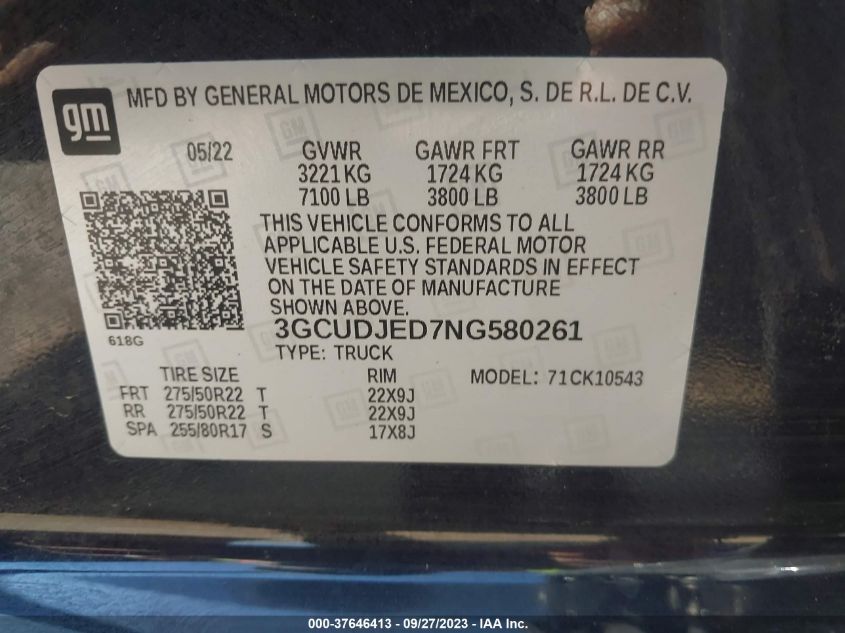 gm
MFD BY GENERAL MOTORS DE MEXICO, S. DE R.L. DE C.V.
05/22 GVWR GAWR FRT GAWR RR
3221 KG 1724 KG 1724 KG
7100 LB 3800 LB 3800 LB
THIS VEHICLE CONFORMS TO ALL
APPLICABLE U.S. FEDERAL MOTOR
VEHICLE SAFETY STANDARDS IN EFFECT
ON THE DATE OF MANUFACTURE
SHOWN ABOVE.
618G
3GCUDJED7NG580261
TYPE: TRUCK
TIRE SIZE RIM MODEL: 71CK10543
FRT 275/50R22 T 22X9J
RR 275/50R22 T 22X9J
SPA 255/80R17 S 17X8J
000-37646413 - 09/27/2023 - IAA Inc.